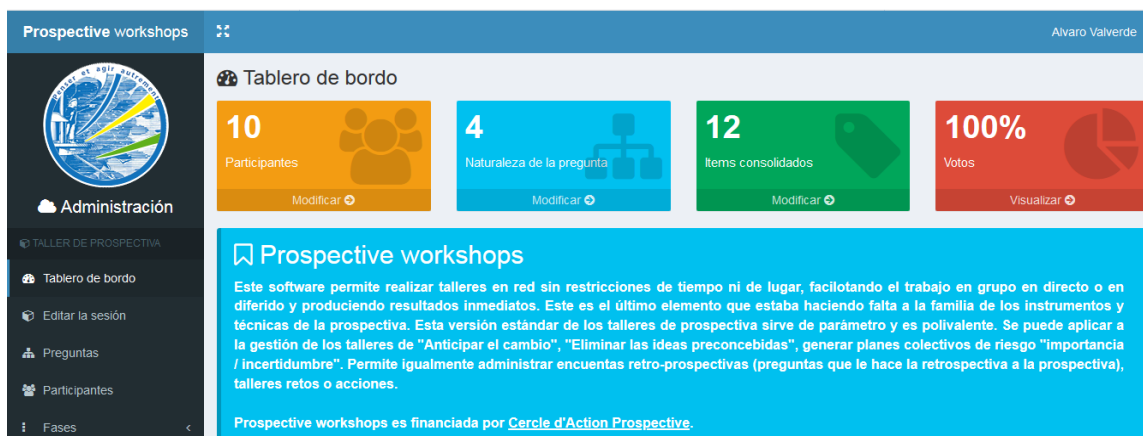 Prospective workshops
Alvaro Valverde
Penser et agir autrement
Administración
TALLER DE PROSPECTIVA
Tablero de bordo
Editar la sesión
Preguntas
Participantes
Fases
Tablero de bordo
10
Participantes
Modificar
4
Naturaleza de la pregunta
Modificar
12
Items consolidados
Modificar
100%
Votos
Visualizar
Prospective workshops
Este software permite realizar talleres en red sin restricciones de tiempo ni de lugar, facilotando el trabajo en grupo en directo o en
diferido y produciendo resultados inmediatos. Este es el último elemento que estaba haciendo falta a la familia de los instrumentos y
técnicas de la prospectiva. Esta versión estándar de los talleres de prospectiva sirve de parámetro y es polivalente. Se puede aplicar a
la gestión de los talleres de "Anticipar el cambio", "Eliminar las ideas preconcebidas", generar planes colectivos de riesgo "importancia
/ incertidumbre". Permite igualmente administrar encuentas retro-prospectivas (preguntas que le hace la retrospectiva a la prospectiva),
talleres retos o acciones.
Prospective workshops es financiada por Cercle d'Action Prospective.